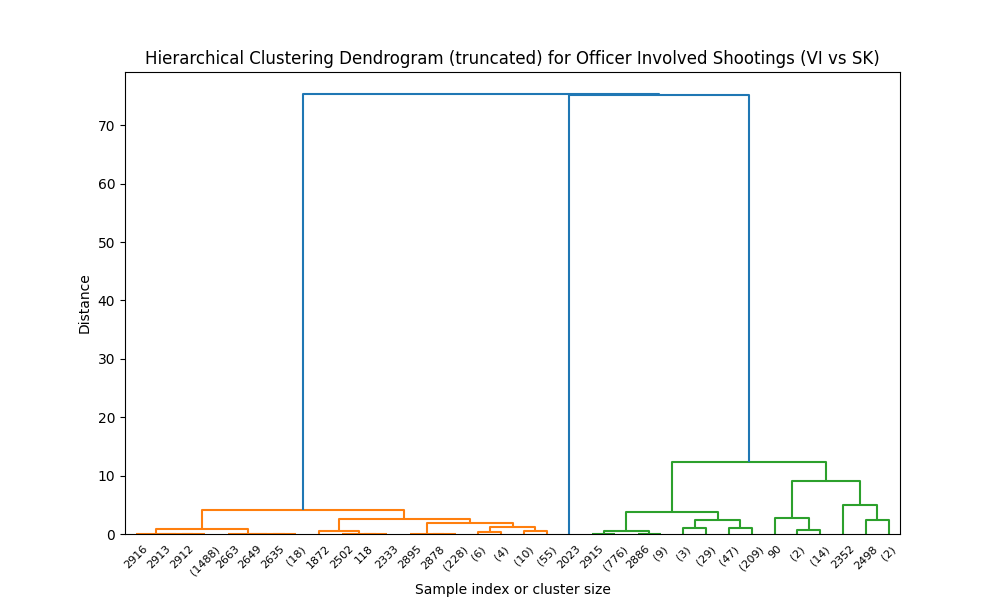 Hierarchical Clustering Dendrogram (truncated) for Officer Involved Shootings (VI vs SK)
Distance
70
60
50
40
30
20
10
0
2916 2913 2912 (1488) 2663 2649 2635 (18) 1872 2502 118 2333 2895 2878 (228) (6) (4) (10) (55) 2023 2915 (776) 2886 (9) (3) (29) (47) (209) 90 (2) (14) 2352 2498 (2)
Sample index or cluster size